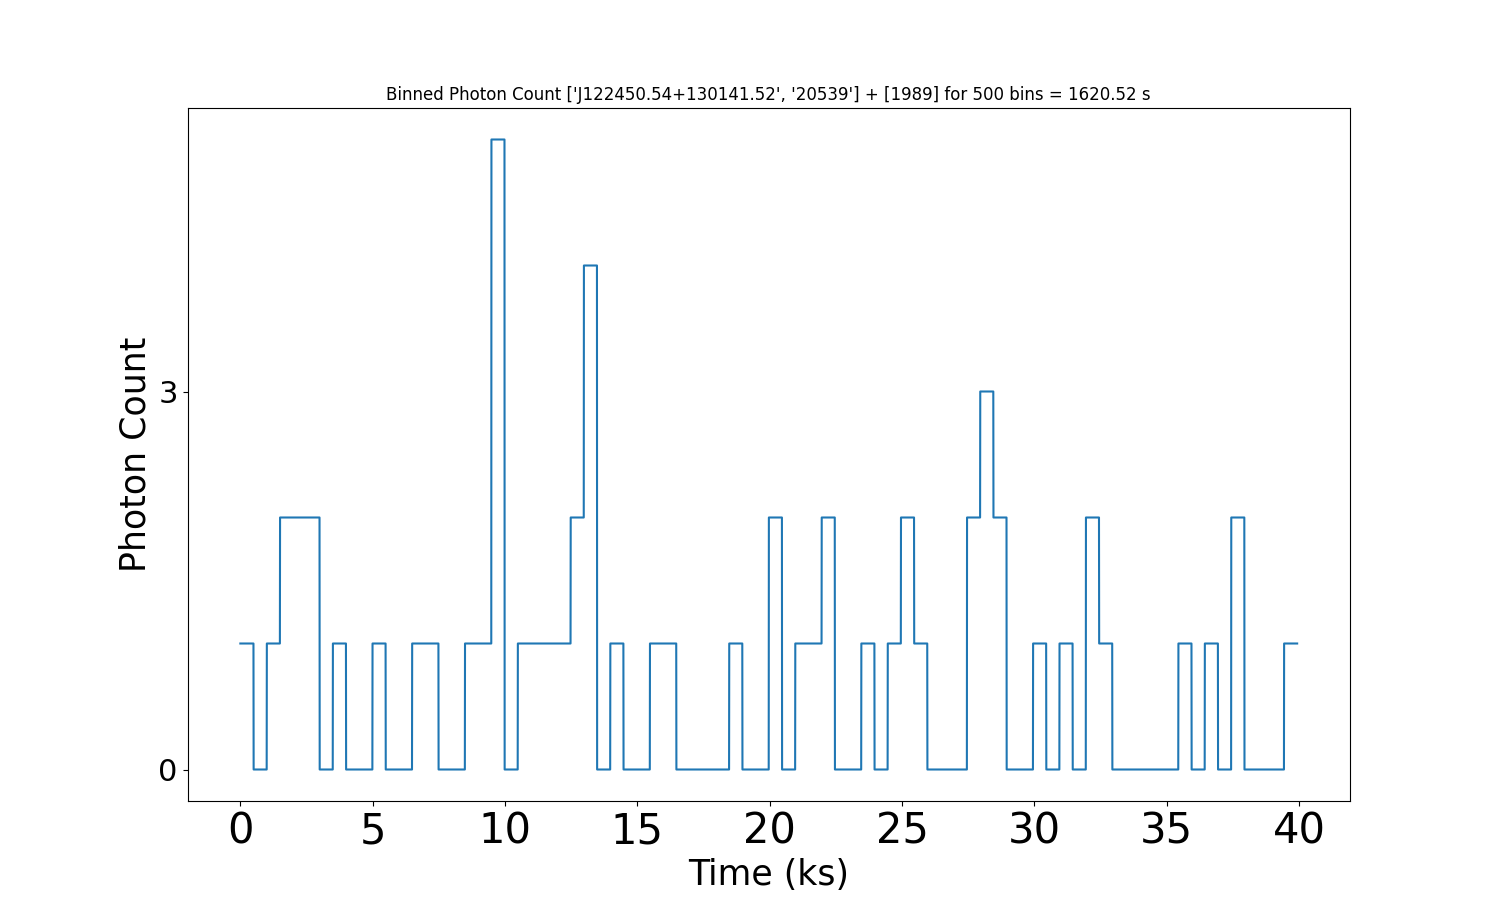 Binned Photon Count ['J122450.54+130141.52', '20539'] + [1989] for 500 bins = 1620.52 s
Photon Count
3
0
0 5 10 15 20 25 30 35 40
Time (ks)